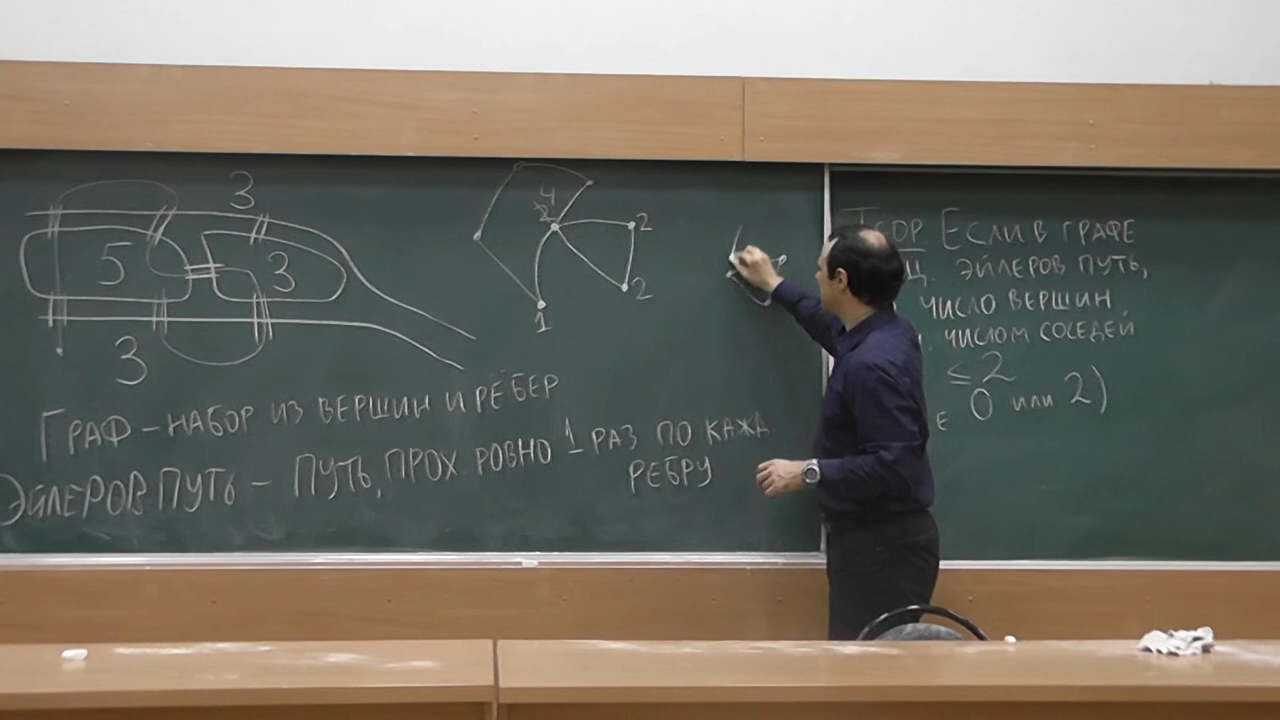 3
5
3
3
4
2
2
2
1
ГРАФ – НАБОР ИЗ ВЕРШИН И РЁБЕР
ЭЙЛЕРОВ ПУТЬ – ПУТЬ, ПРОХ. РОВНО 1 РАЗ ПО КАЖД.
РЕБРУ
ЕСЛИ В ГРАФЕ
ЭЙЛЕРОВ ПУТЬ,
ЧИСЛО ВЕРШИН
ЧИСЛОМ СОСЕДЕЙ
≤ 2
0 или 2)